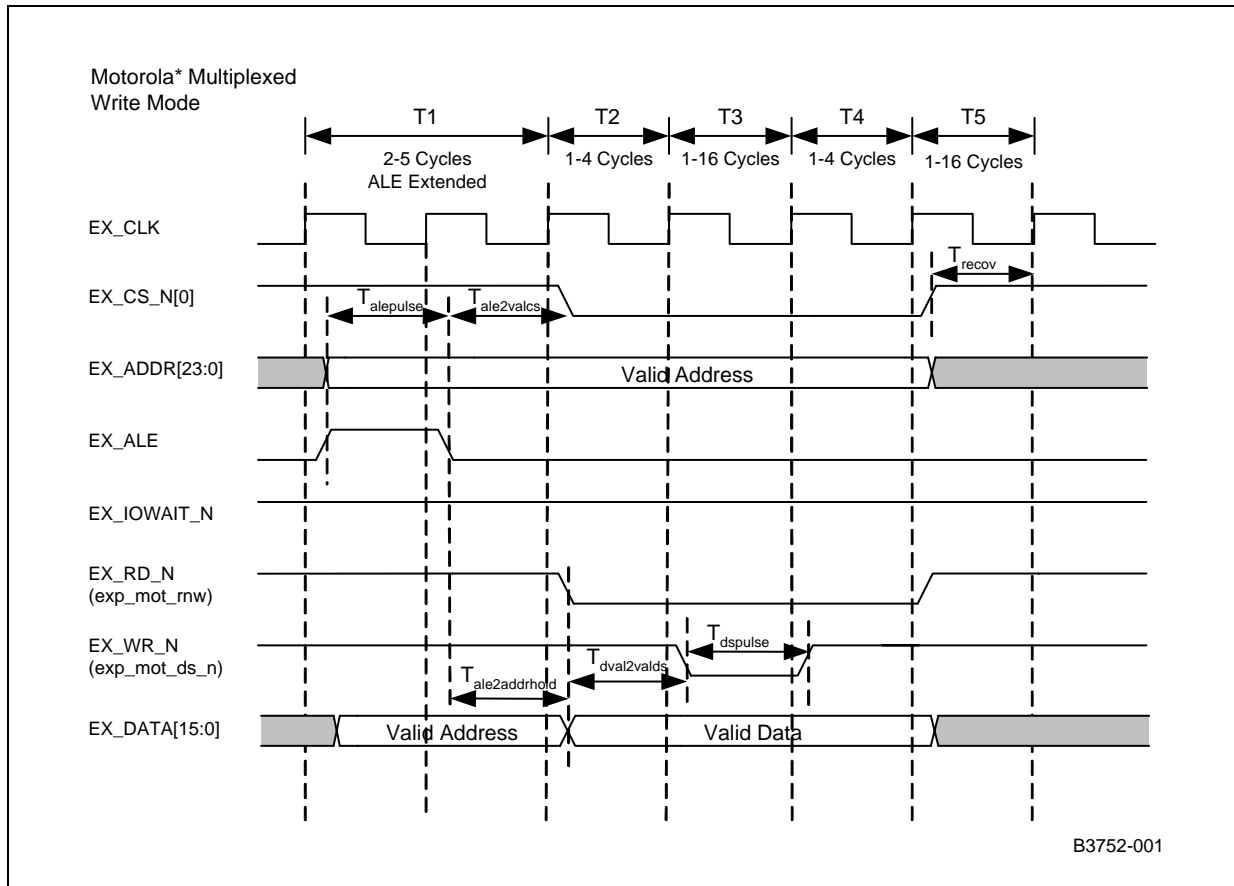 Motorola* Multiplexed
Write Mode
T1 T2 T3 T4 T5
2-5 Cycles 1-4 Cycles 1-16 Cycles 1-4 Cycles 1-16 Cycles
ALE Extended
EX_CLK
Trecov
EX_CS_N[0]
Talepulse Tale2valcs
EX_ADDR[23:0] Valid Address
EX_ALE
EX_IOWAIT_N
EX_RD_N
(exp_mot_rnw)
EX_WR_N
(exp_mot_ds_n)
Tdspulse
Tale2addrhold Tdval2valds
EX_DATA[15:0] Valid Address Valid Data
B3752-001